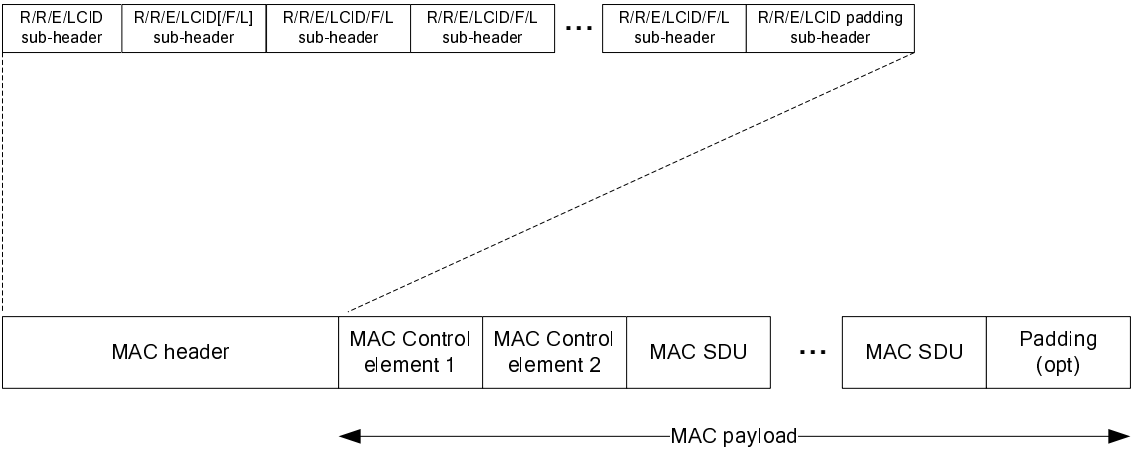 R/R/E/LCID sub-header
R/R/E/LCID[/F/L] sub-header
R/R/E/LCID/F/L sub-header
R/R/E/LCID/F/L sub-header
...
R/R/E/LCID/F/L sub-header
R/R/E/LCID padding sub-header
MAC header
MAC Control element 1
MAC Control element 2
MAC SDU
...
MAC SDU
Padding (opt)
MAC payload